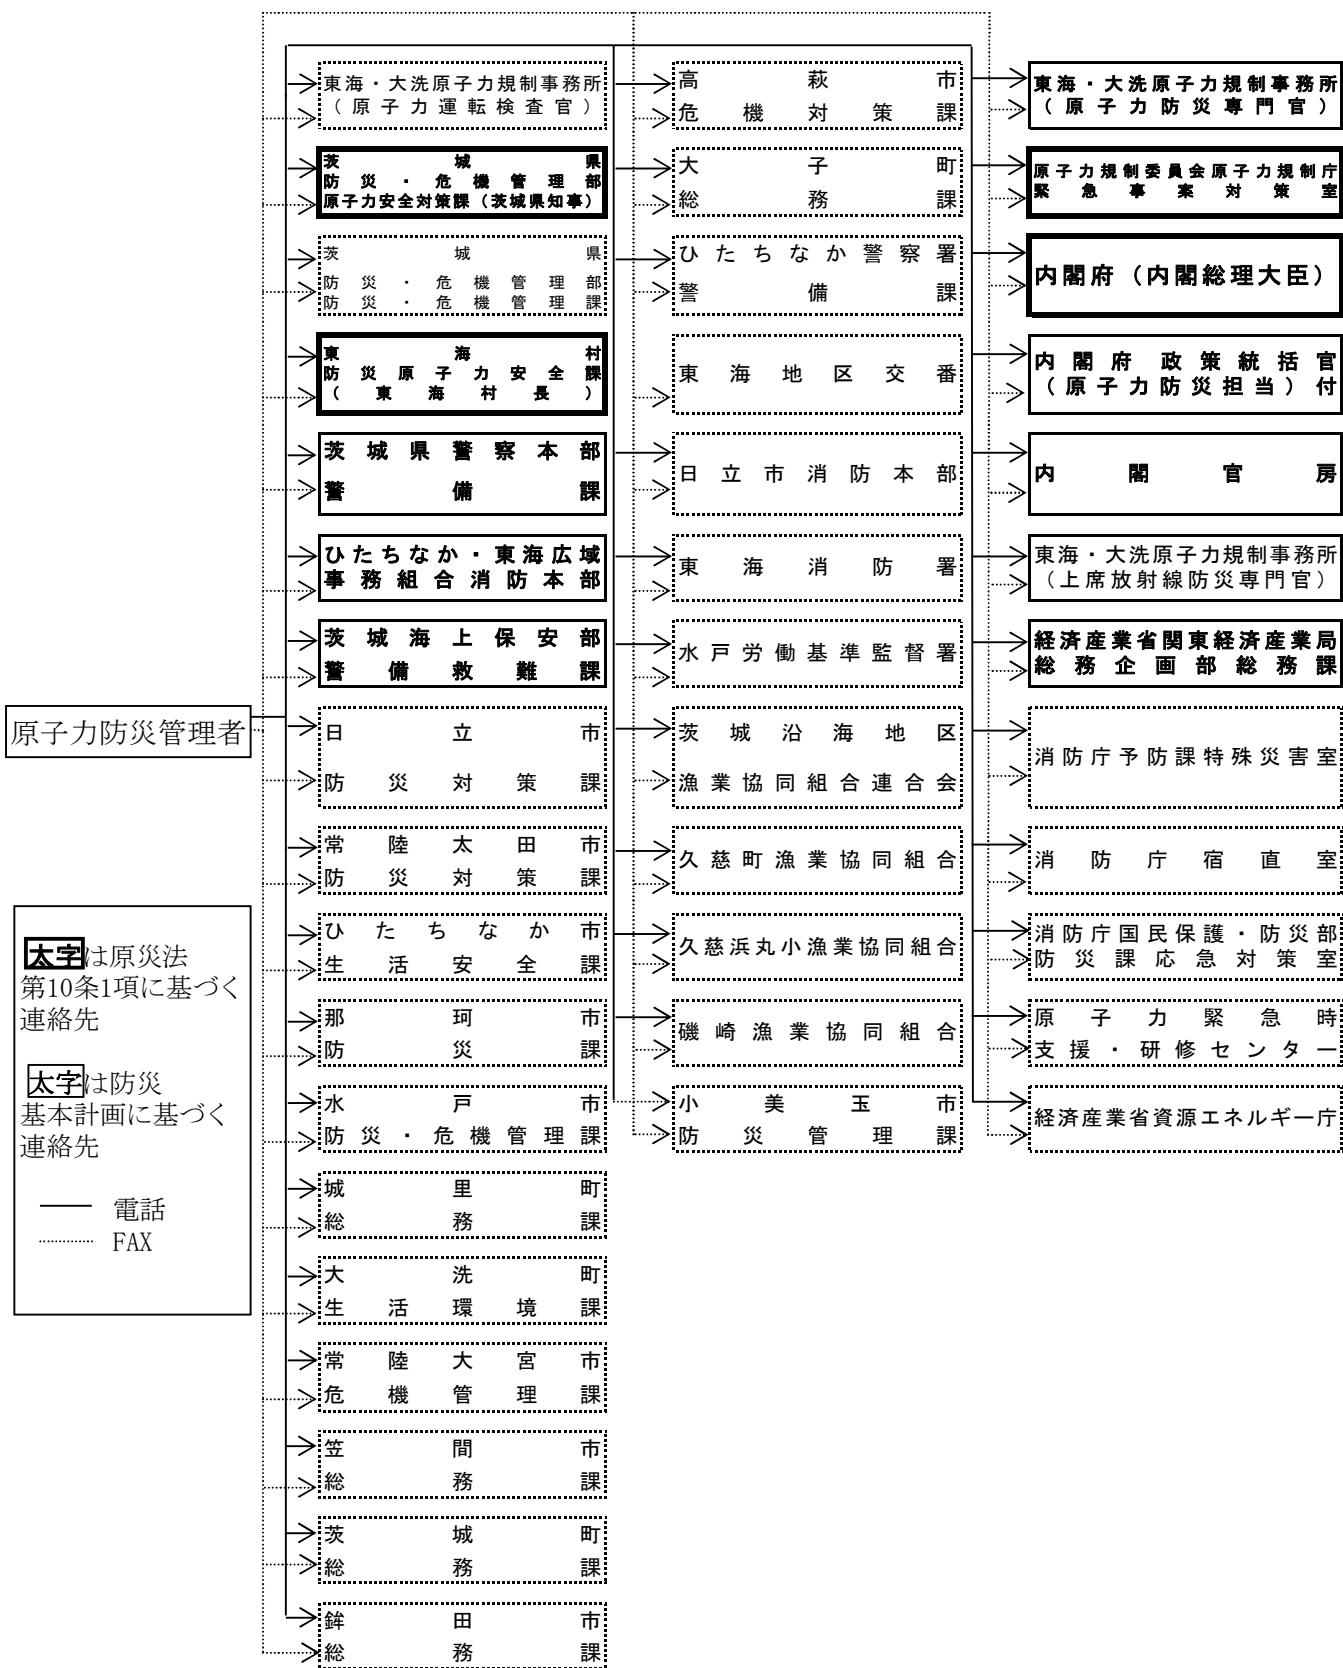 原子力防災管理者
太字は原災法
第10条1項に基づく
連絡先
太字は防災
基本計画に基づく
連絡先
電話
FAX
東海・大洗原子力規制事務所
（原子力運転検査官）
茨城県
防災・危機管理部
原子力安全対策課（茨城県知事）
茨城県
防災・危機管理部
防災・危機管理課
東海村
防災原子力安全課
（東海村長）
茨城県警察本部
警備課
ひたちなか・東海広域
事務組合消防本部
茨城海上保安部
警備救難課
日立市
防災対策課
常陸太田市
防災対策課
ひたちなか市
生活安全課
那珂市
防災課
水戸市
防災・危機管理課
城里町
総務課
大洗町
生活環境課
常陸大宮市
危機管理課
笠間市
総務課
茨城町
総務課
鉾田市
総務課
高萩市
危機対策課
大子町
総務課
ひたちなか警察署
警備課
東海地区交番
日立市消防本部
東海消防署
水戸労働基準監督署
茨城沿海地区
漁業協同組合連合会
久慈町漁業協同組合
久慈浜丸小漁業協同組合
磯崎漁業協同組合
小美玉市
防災管理課
東海・大洗原子力規制事務所
（原子力防災専門官）
原子力規制委員会原子力規制庁
緊急事案対策室
内閣府（内閣総理大臣）
内閣府政策統括官
（原子力防災担当）付
内閣官房
東海・大洗原子力規制事務所
（上席放射線防災専門官）
経済産業省関東経済産業局
総務企画部総務課
消防庁予防課特殊災害室
消防庁宿直室
消防庁国民保護・防災部
防災課応急対策室
原子力緊急時
支援・研修センター
経済産業省資源エネルギー庁